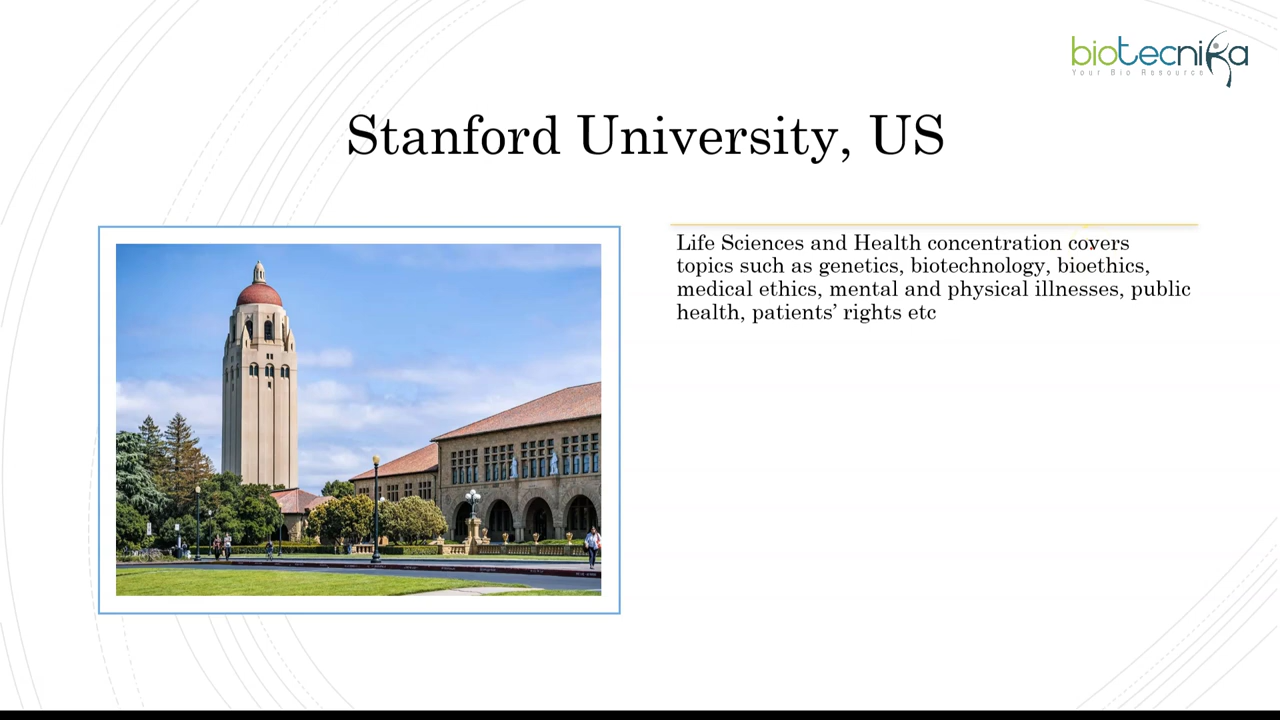 biotecnika
Your Bio Resource
Stanford University, US
Life Sciences and Health concentration covers
topics such as genetics, biotechnology, bioethics,
medical ethics, mental and physical illnesses, public
health, patients’ rights etc